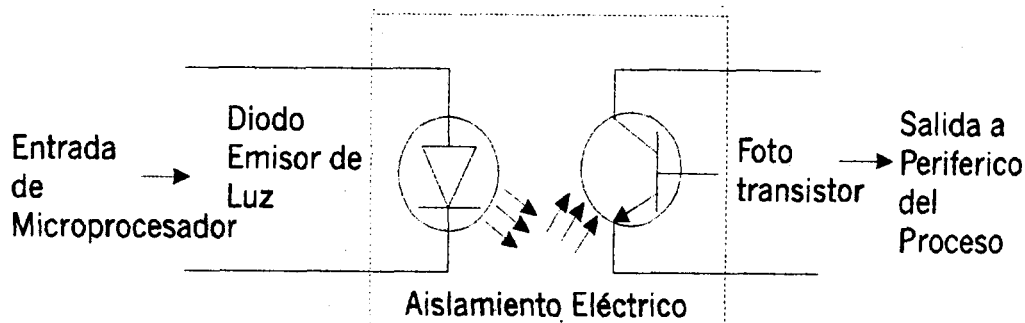 Entrada
de
Microprocesador
Diodo
Emisor de
Luz
Foto
transistor
Salida a
Periferico
del
Proceso
Aislamiento Eléctrico